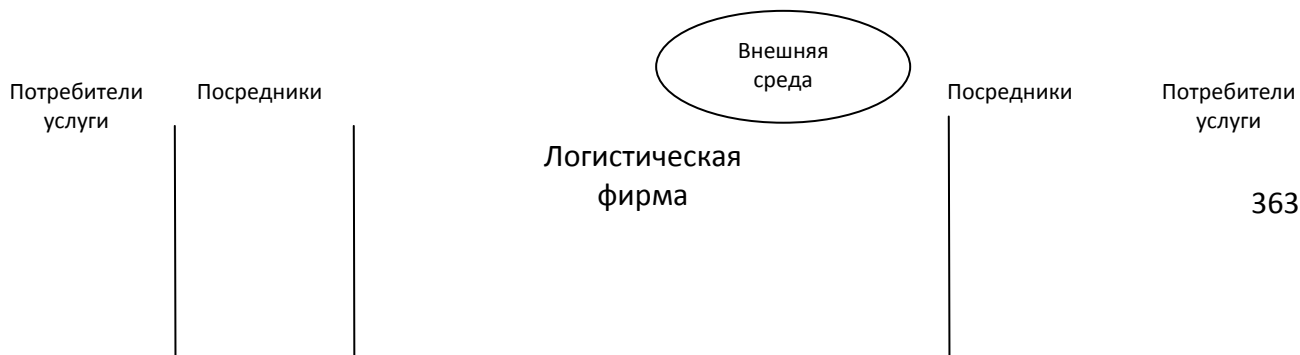 Внешняя
среда
Потребители
услуги
Посредники
Посредники
Потребители
услуги
Логистическая
фирма
363